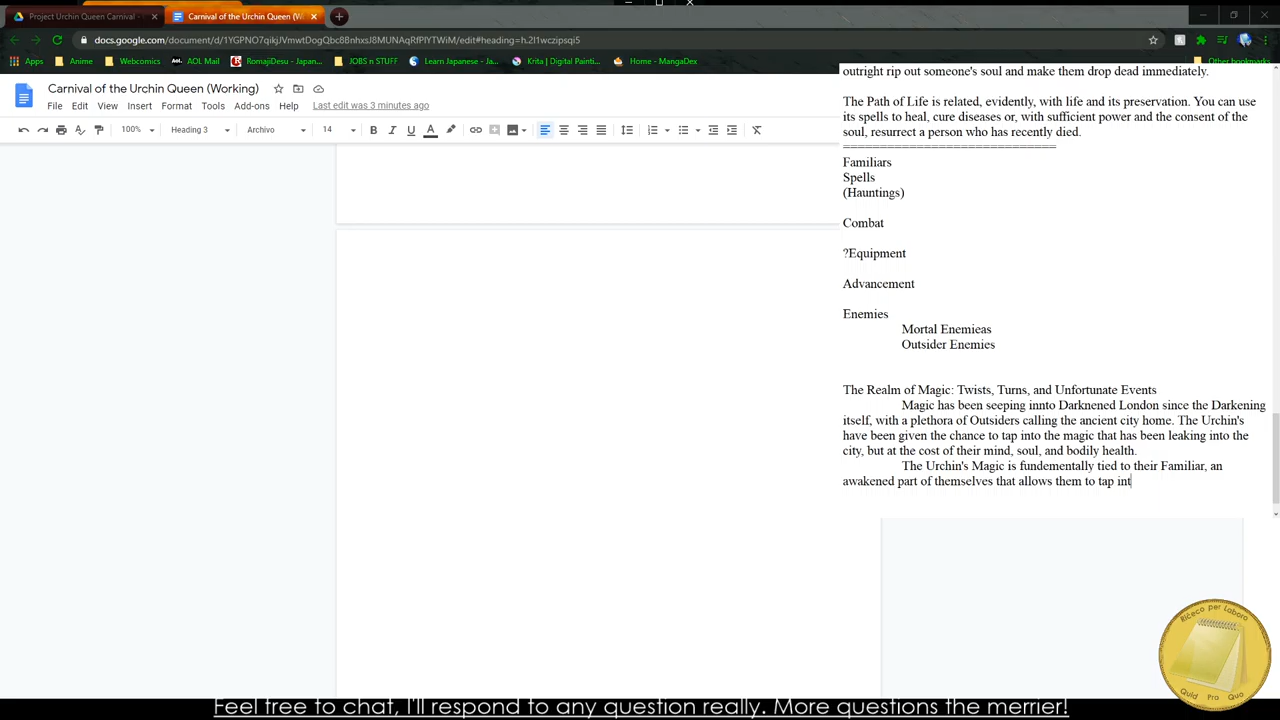 Project Urchin Queen Carnival -
Carnival of the Urchin Queen (W
docs.google.com/document/d/1YGPNO7qikjJVmwtDogQbc8BnhxsJ8MUNAqRfPlYTWiM/edit#heading=h.2l1wczipsqi5
Apps Anime Webcomics AOL Mail RomajiDesu - Japan... JOBS n STUFF Learn Japanese - Ja... Krita | Digital Painti... Home - MangaDex Other bookmarks
Carnival of the Urchin Queen (Working)
File Edit View Insert Format Tools Add-ons Help Last edit was 3 minutes ago
100% Heading 3 Archivo 14
outright rip out someone's soul and make them drop dead immediately.
The Path of Life is related, evidently, with life and its preservation. You can use
its spells to heal, cure diseases or, with sufficient power and the consent of the
soul, resurrect a person who has recently died.
============================
Familiars
Spells
(Hauntings)
Combat
?Equipment
Advancement
Enemies
Mortal Enemieas
Outsider Enemies
The Realm of Magic: Twists, Turns, and Unfortunate Events
Magic has been seeping innto Darknened London since the Darkening
itself, with a plethora of Outsiders calling the ancient city home. The Urchin's
have been given the chance to tap into the magic that has been leaking into the
city, but at the cost of their mind, soul, and bodily health.
The Urchin's Magic is fundementally tied to their Familiar, an
awakened part of themselves that allows them to tap int
Quid Pro Quo
Feel free to chat, I'll respond to any question really. More questions the merrier!